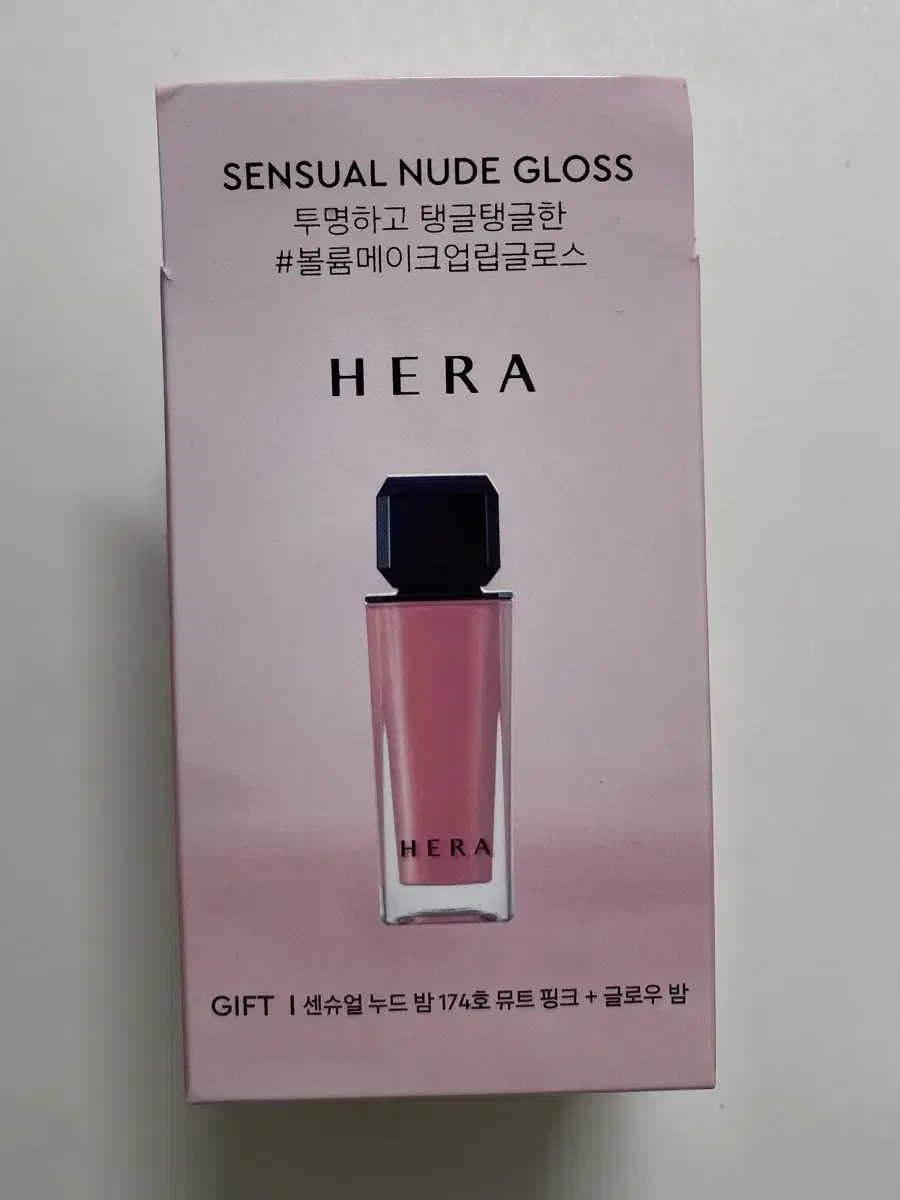 SENSUAL NUDE GLOSS
투명하고 탱글탱글한
#볼륨메이크업립글로스
HERA
HERA
GIFT | 센슈얼 누드 밤 174호 뮤트 핑크 + 글로우 밤